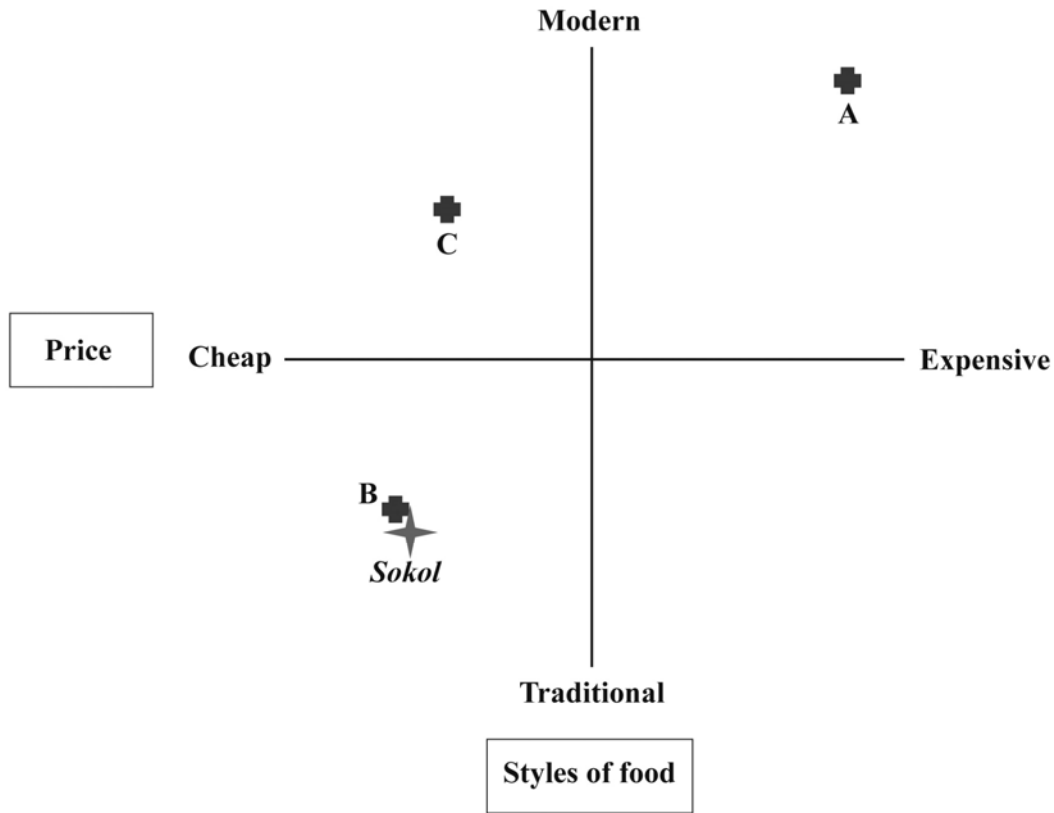 Modern
A
C
Price
Cheap
Expensive
B
Sokol
Traditional
Styles of food